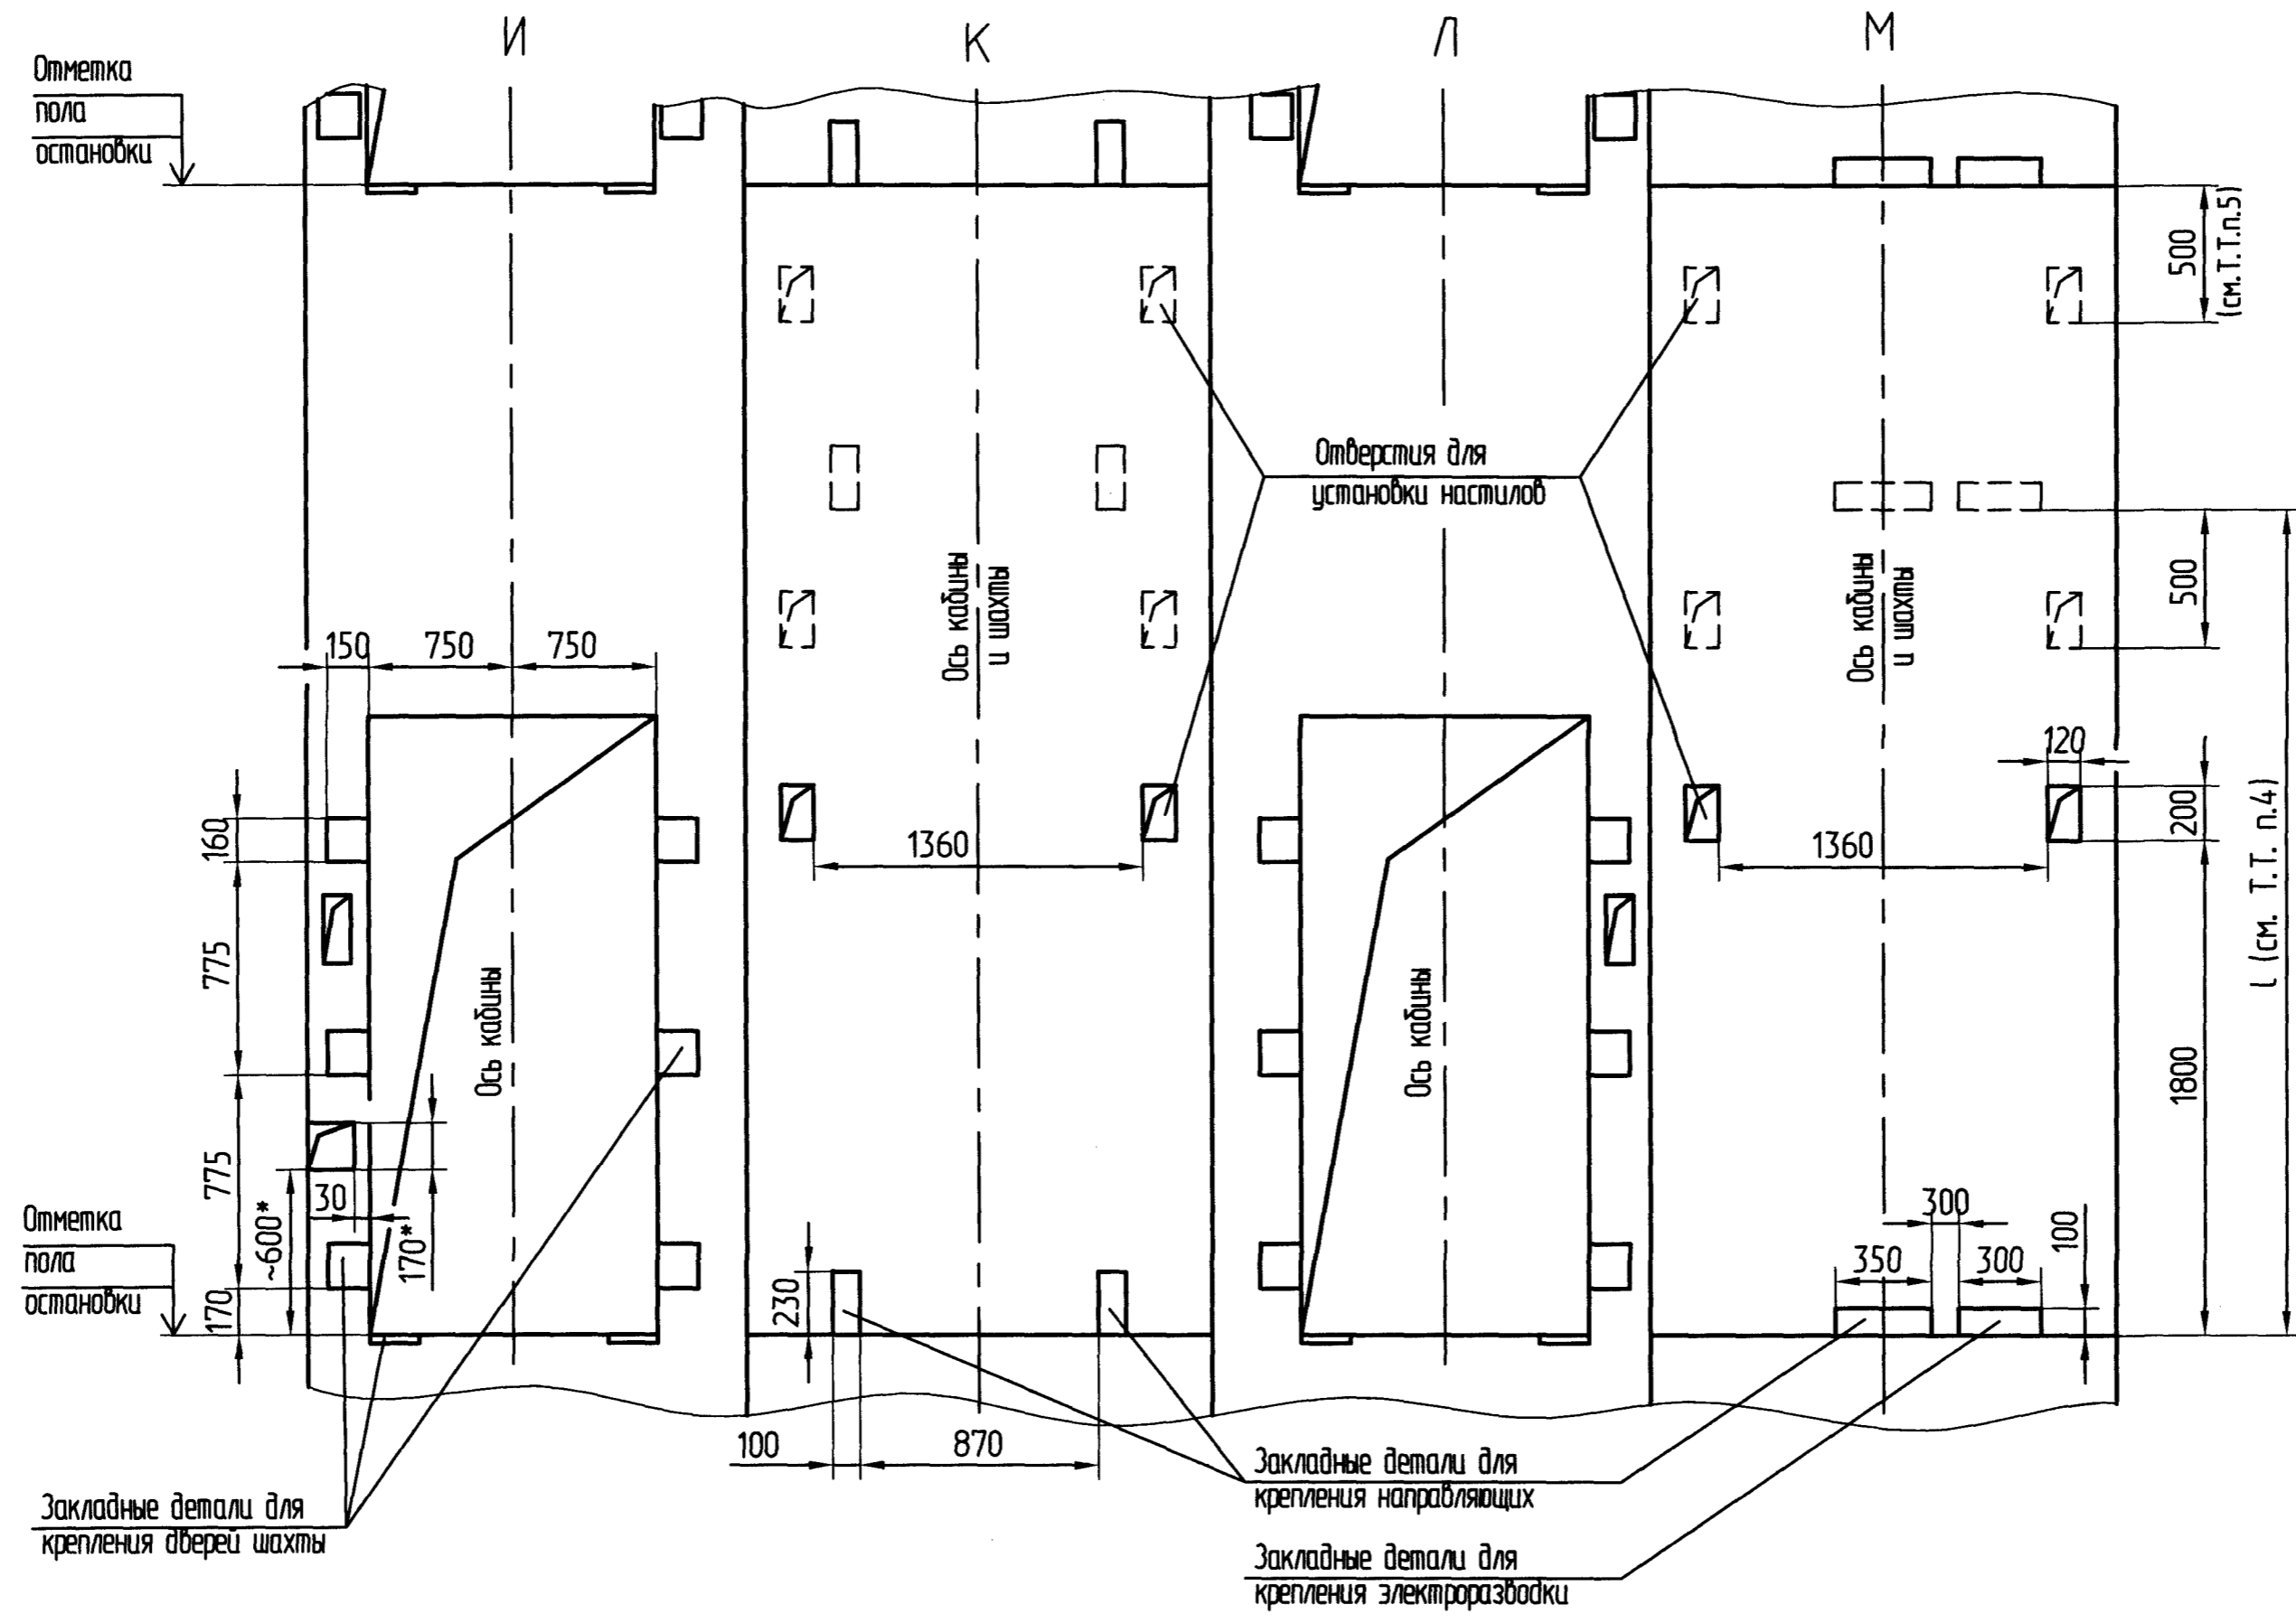 И
К
Л
М
Отметка
пола
остановки
500
(см.Т.Т.п.5)
Отверстия для
установки настилов
Ось кабины
и шахты
Ось кабины
и шахты
500
150
750
750
120
160
1360
1360
200
l (см. Т.Т. п.4)
775
Ось кабины
Ось кабины
1800
775
Отметка
пола
остановки
~600*
30
170*
170
230
300
350
300
100
100
870
Закладные детали для
крепления направляющих
Закладные детали для
крепления дверей шахты
Закладные детали для
крепления электроразводки